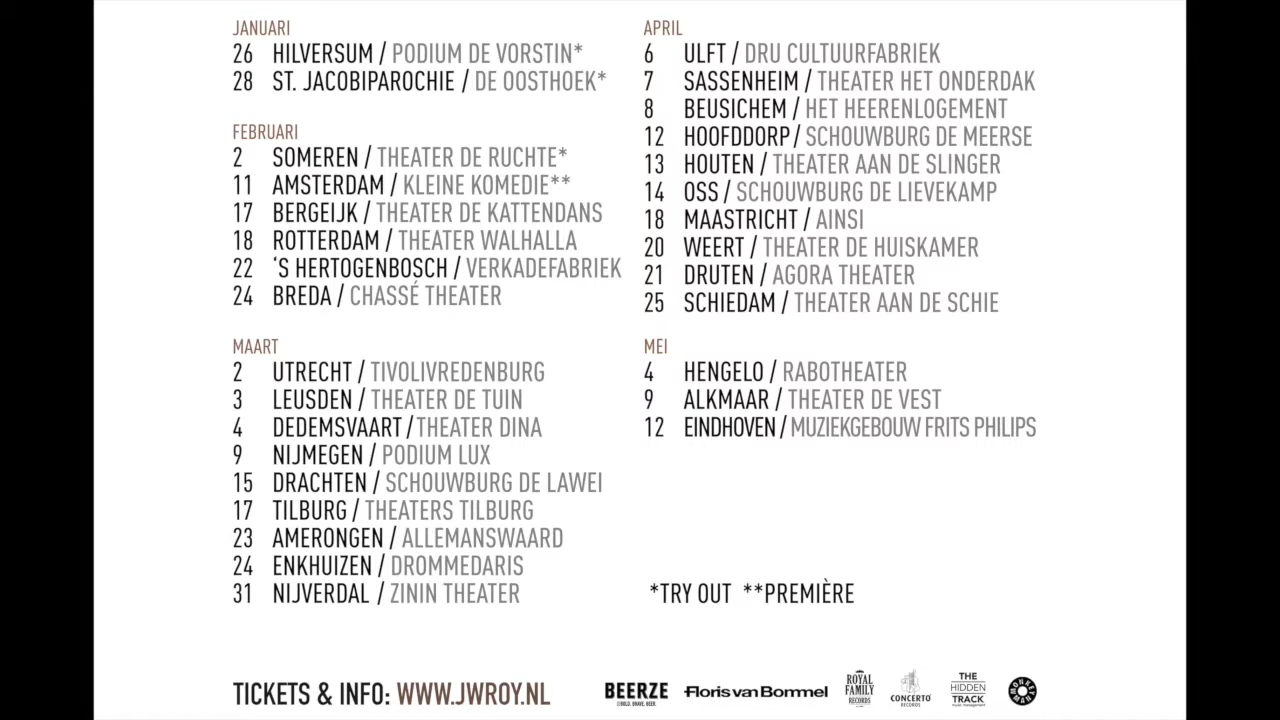 JANUARI
26 HILVERSUM / PODIUM DE VORSTIN*
28 ST. JACOBIPAROCHIE / DE OOSTHOEK*
FEBRUARI
2 SOMEREN / THEATER DE RUCHTE*
11 AMSTERDAM / KLEINE KOMEDIE**
17 BERGEIJK / THEATER DE KATTENDANS
18 ROTTERDAM / THEATER WALHALLA
22 ‘S HERTOGENBOSCH / VERKADEFABRIEK
24 BREDA / CHASSÉ THEATER
MAART
2 UTRECHT / TIVOLIVREDENBURG
3 LEUSDEN / THEATER DE TUIN
4 DEDEMSVAART / THEATER DINA
9 NIJMEGEN / PODIUM LUX
15 DRACHTEN / SCHOUWBURG DE LAWEI
17 TILBURG / THEATERS TILBURG
23 AMERONGEN / ALLEMANSWAARD
24 ENKHUIZEN / DROMMEDARIS
31 NIJVERDAL / ZININ THEATER
APRIL
6 ULFT / DRU CULTUURFABRIEK
7 SASSENHEIM / THEATER HET ONDERDAK
8 BEUSICHEM / HET HEERENLOGEMENT
12 HOOFDDORP / SCHOUWBURG DE MEERSE
13 HOUTEN / THEATER AAN DE SLINGER
14 OSS / SCHOUWBURG DE LIEVEKAMP
18 MAASTRICHT / AINSI
20 WEERT / THEATER DE HUISKAMER
21 DRUTEN / AGORA THEATER
25 SCHIEDAM / THEATER AAN DE SCHIE
MEI
4 HENGELO / RABOTHEATER
9 ALKMAAR / THEATER DE VEST
12 EINDHOVEN / MUZIEKGEBOUW FRITS PHILIPS
*TRY OUT **PREMIÈRE
TICKETS & INFO: WWW.JWROY.NL
BEERZE
BOLD. BRAVE. BEER.
Floris van Bommel
ROYAL
FAMILY
RECORDS
CONCERTO
RECORDS
THE
HIDDEN
TRACK
music management